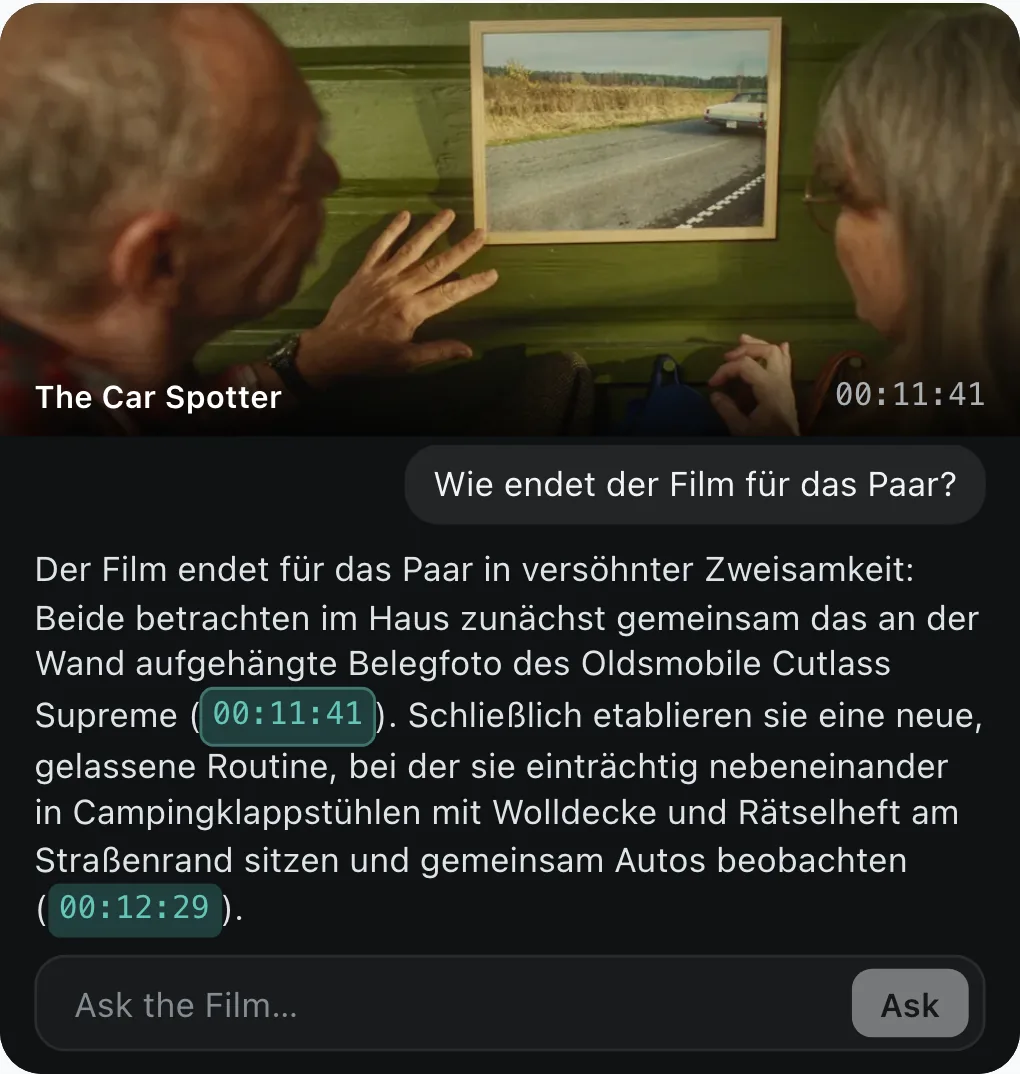 The Car Spotter
00:11:41
Wie endet der Film für das Paar?
Der Film endet für das Paar in versöhnter Zweisamkeit:
Beide betrachten im Haus zunächst gemeinsam das an der
Wand aufgehängte Belegfoto des Oldsmobile Cutlass
Supreme (00:11:41). Schließlich etablieren sie eine neue,
gelassene Routine, bei der sie einträchtig nebeneinander
in Campingklappstühlen mit Wolldecke und Rätselheft am
Straßenrand sitzen und gemeinsam Autos beobachten
(00:12:29).
Ask the Film...
Ask